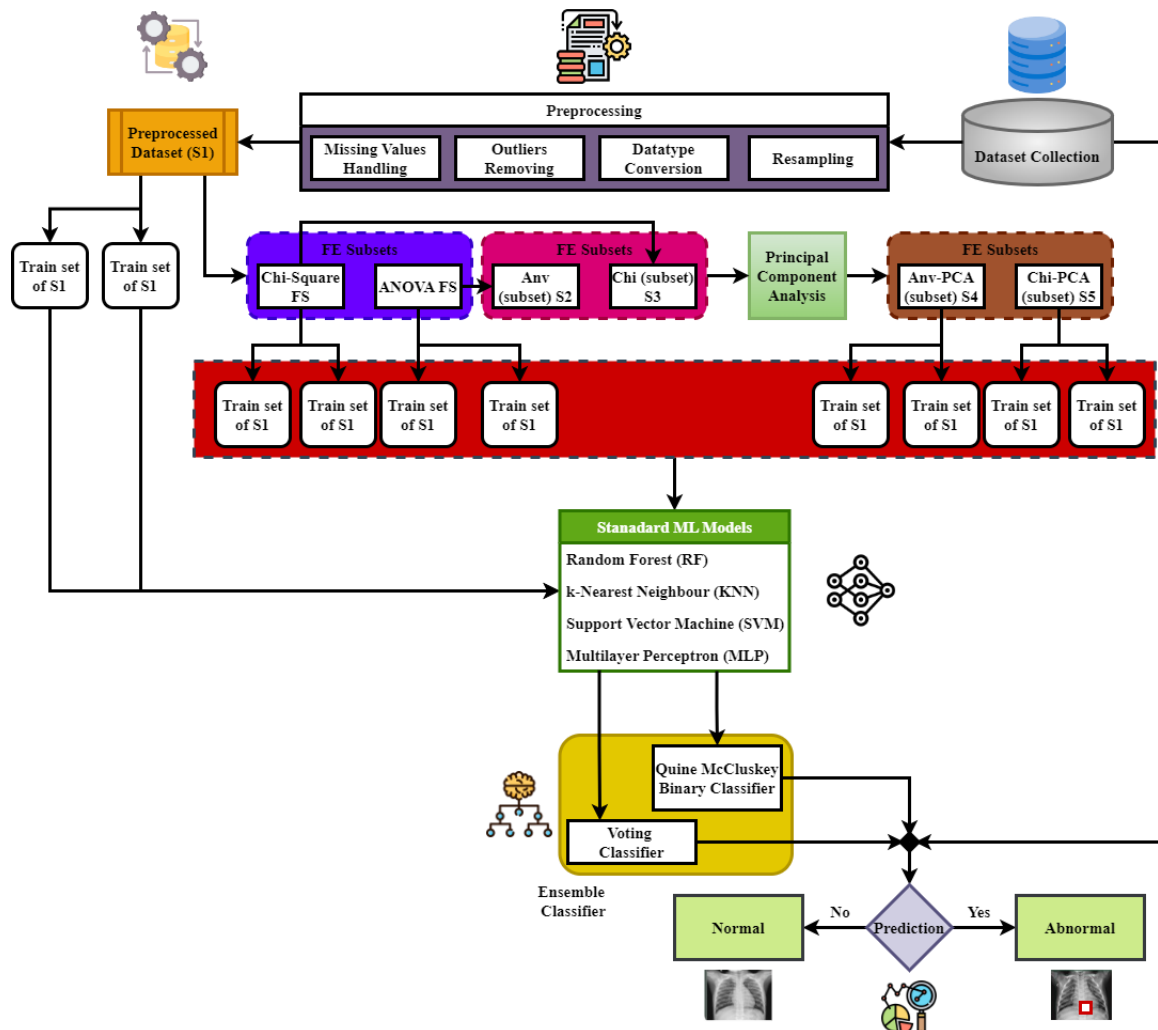 Preprocessing
Preprocessed
Dataset (S1)
Missing Values
Handling
Outliers
Removing
Datatype
Conversion
Resampling
Dataset Collection
Train set
of S1
Train set
of S1
FE Subsets
Chi-Square
FS
ANOVA FS
FE Subsets
Anv
(subset) S2
Chi (subset)
S3
Principal
Component
Analysis
FE Subsets
Anv-PCA
(subset) S4
Chi-PCA
(subset) S5
Train set
of S1
Train set
of S1
Train set
of S1
Train set
of S1
Train set
of S1
Train set
of S1
Train set
of S1
Train set
of S1
Stanadard ML Models
Random Forest (RF)
k-Nearest Neighbour (KNN)
Support Vector Machine (SVM)
Multilayer Perceptron (MLP)
Quine McCluskey
Binary Classifier
Voting
Classifier
Ensemble
Classifier
Normal
No
Prediction
Yes
Abnormal